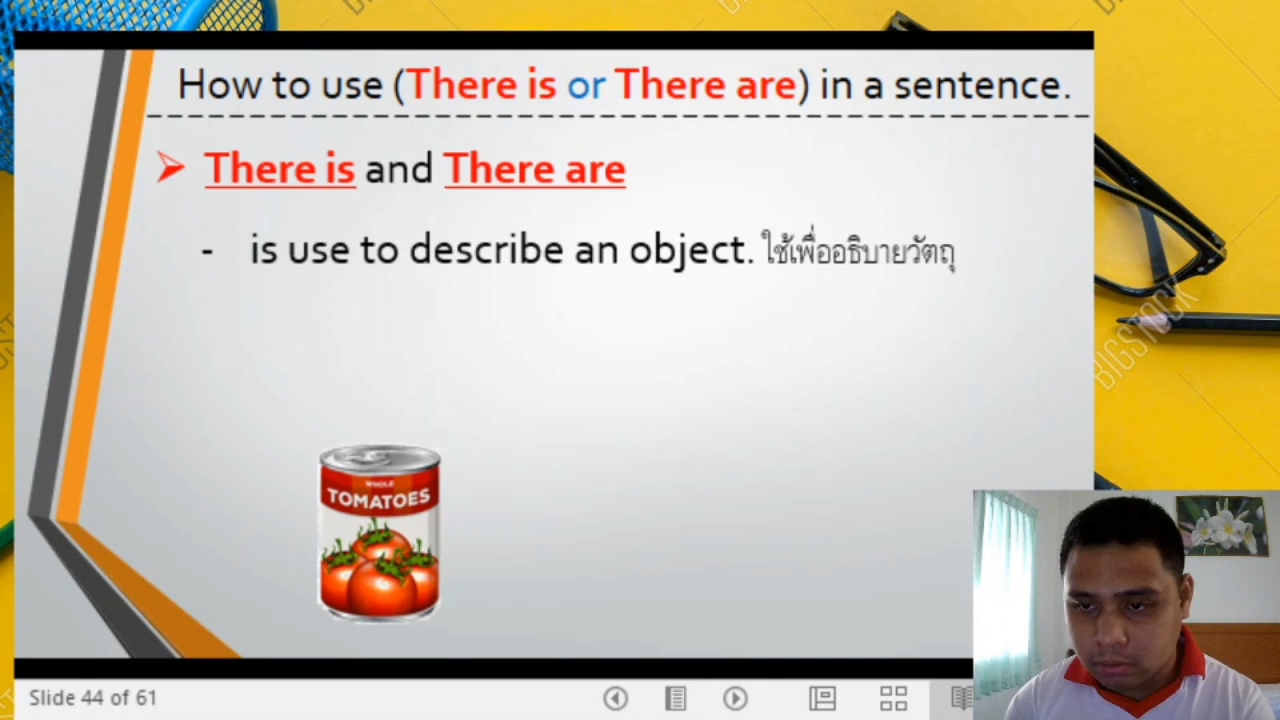 How to use (There is or There are) in a sentence.
There is and There are
- is use to describe an object. ใช้เพื่ออธิบายวัตถุ
WHOLE
TOMATOES
Slide 44 of 61
BIGSTOCK